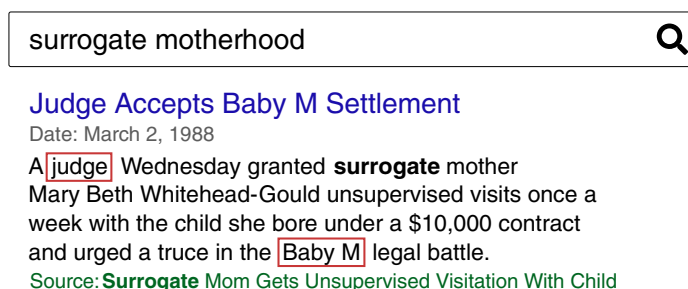 surrogate motherhood
Judge Accepts Baby M Settlement
Date: March 2, 1988
A judge Wednesday granted surrogate mother
Mary Beth Whitehead-Gould unsupervised visits once a
week with the child she bore under a $10,000 contract
and urged a truce in the Baby M legal battle.
Source: Surrogate Mom Gets Unsupervised Visitation With Child